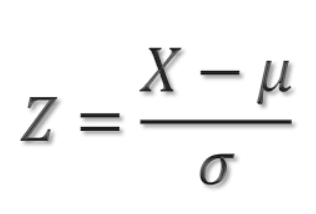 Z = (X − μ) / σ